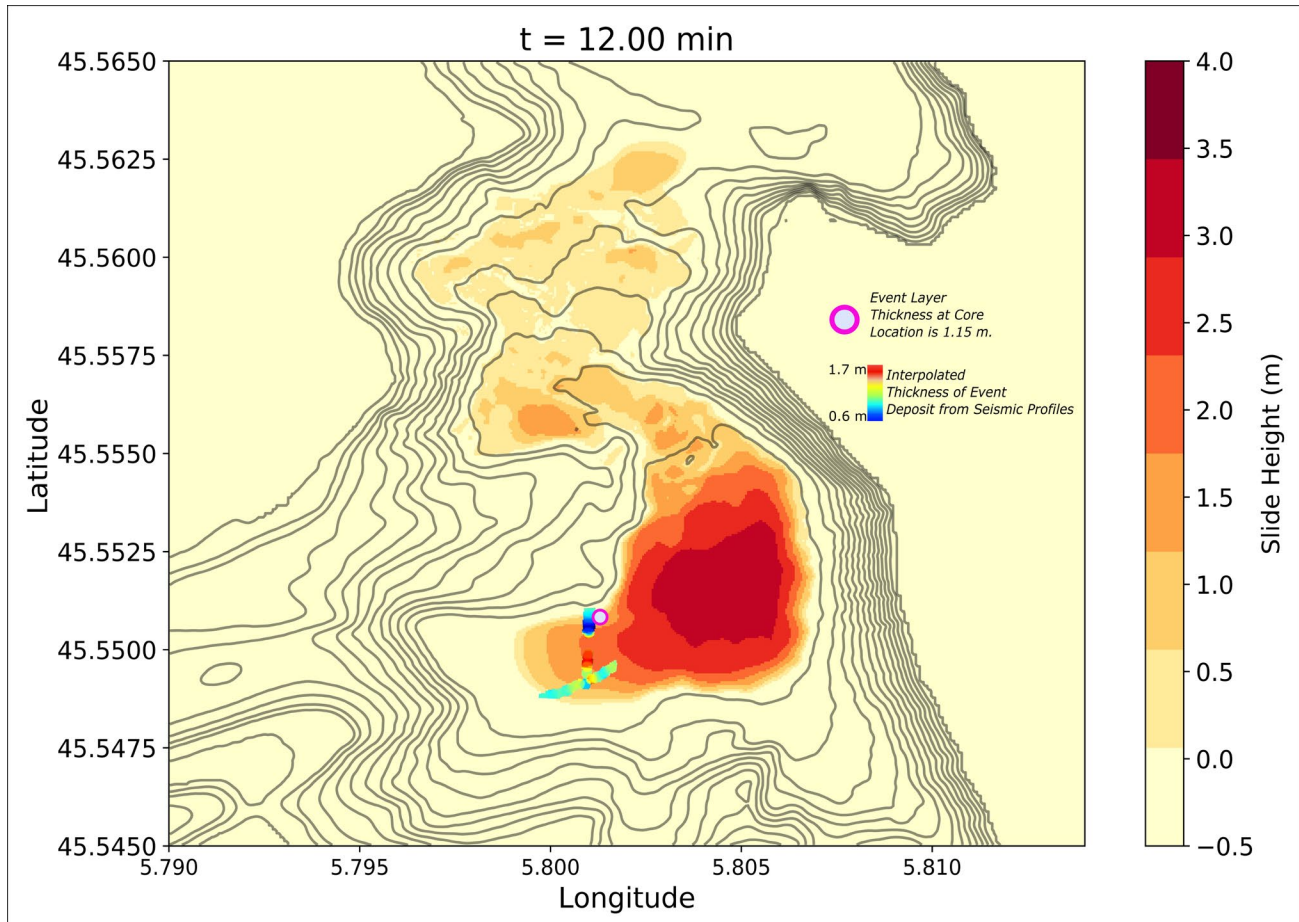 t = 12.00 min
45.5650
45.5625
45.5600
45.5575
45.5550
45.5525
45.5500
45.5475
45.5450
Latitude
5.790
5.795
5.800
5.805
5.810
Longitude
Event Layer
Thickness at Core
Location is 1.15 m.
1.7 m
Interpolated
Thickness of Event
Deposit from Seismic Profiles
0.6 m
4.0
3.5
3.0
2.5
2.0
1.5
1.0
0.5
0.0
−0.5
Slide Height (m)